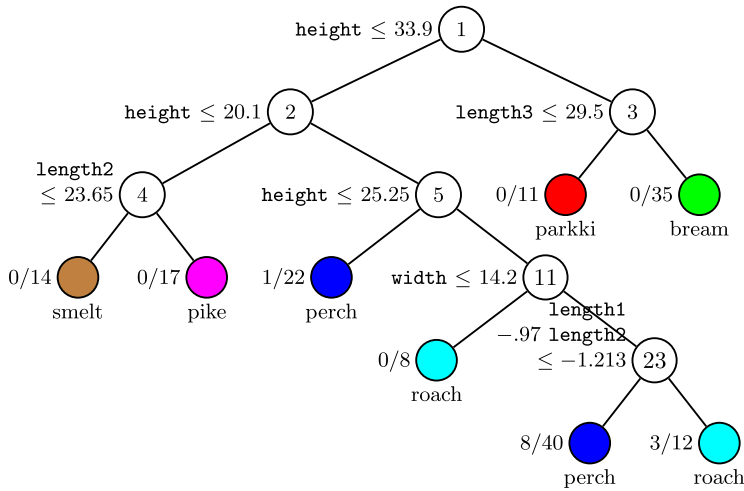 height ≤ 33.9 1
height ≤ 20.1 2
length3 ≤ 29.5 3
length2
≤ 23.65 4
height ≤ 25.25 5
0/11
parkki
0/35
bream
0/14
smelt
0/17
pike
1/22
perch
width ≤ 14.2 11
0/8
roach
length1
−.97 length2
≤ −1.213 23
8/40
perch
3/12
roach